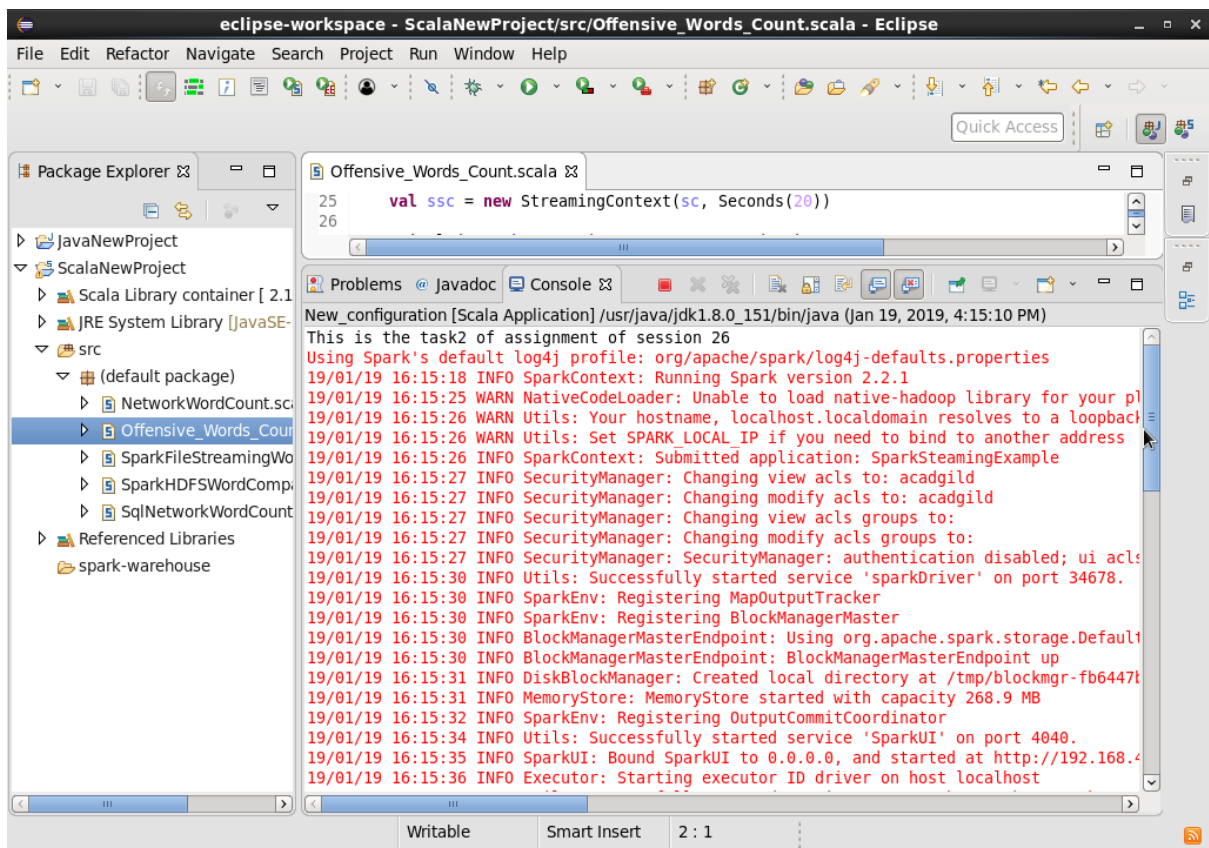 eclipse-workspace - ScalaNewProject/src/Offensive_Words_Count.scala - Eclipse
File Edit Refactor Navigate Search Project Run Window Help
Quick Access
Package Explorer
JavaNewProject
ScalaNewProject
Scala Library container [ 2.1
JRE System Library [JavaSE-
src
(default package)
NetworkWordCount.sca
Offensive_Words_Cour
SparkFileStreamingWo
SparkHDFSWordCompa
SqlNetworkWordCount
Referenced Libraries
spark-warehouse
Offensive_Words_Count.scala
25 val ssc = new StreamingContext(sc, Seconds(20))
26
Problems @ Javadoc Console
New_configuration [Scala Application] /usr/java/jdk1.8.0_151/bin/java (Jan 19, 2019, 4:15:10 PM)
This is the task2 of assignment of session 26
Using Spark's default log4j profile: org/apache/spark/log4j-defaults.properties
19/01/19 16:15:18 INFO SparkContext: Running Spark version 2.2.1
19/01/19 16:15:25 WARN NativeCodeLoader: Unable to load native-hadoop library for your pl
19/01/19 16:15:26 WARN Utils: Your hostname, localhost.localdomain resolves to a loopback
19/01/19 16:15:26 WARN Utils: Set SPARK_LOCAL_IP if you need to bind to another address
19/01/19 16:15:26 INFO SparkContext: Submitted application: SparkSteamingExample
19/01/19 16:15:27 INFO SecurityManager: Changing view acls to: acadgild
19/01/19 16:15:27 INFO SecurityManager: Changing modify acls to: acadgild
19/01/19 16:15:27 INFO SecurityManager: Changing view acls groups to:
19/01/19 16:15:27 INFO SecurityManager: Changing modify acls groups to:
19/01/19 16:15:27 INFO SecurityManager: SecurityManager: authentication disabled; ui acls
19/01/19 16:15:30 INFO Utils: Successfully started service 'sparkDriver' on port 34678.
19/01/19 16:15:30 INFO SparkEnv: Registering MapOutputTracker
19/01/19 16:15:30 INFO SparkEnv: Registering BlockManagerMaster
19/01/19 16:15:30 INFO BlockManagerMasterEndpoint: Using org.apache.spark.storage.Default
19/01/19 16:15:30 INFO BlockManagerMasterEndpoint: BlockManagerMasterEndpoint up
19/01/19 16:15:31 INFO DiskBlockManager: Created local directory at /tmp/blockmgr-fb6447b
19/01/19 16:15:31 INFO MemoryStore: MemoryStore started with capacity 268.9 MB
19/01/19 16:15:32 INFO SparkEnv: Registering OutputCommitCoordinator
19/01/19 16:15:34 INFO Utils: Successfully started service 'SparkUI' on port 4040.
19/01/19 16:15:35 INFO SparkUI: Bound SparkUI to 0.0.0.0, and started at http://192.168.4
19/01/19 16:15:36 INFO Executor: Starting executor ID driver on host localhost
Writable Smart Insert 2 : 1